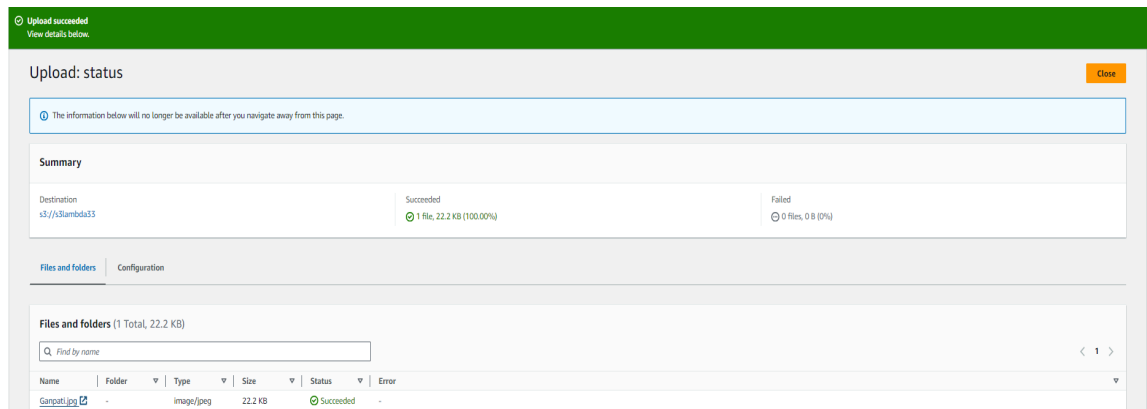 Upload succeeded
View details below.
Upload: status
Close
The information below will no longer be available after you navigate away from this page.
Summary
Destination Succeeded Failed
s3://s3lambda33 1 file, 22.2 KB (100.00%) 0 files, 0 B (0%)
Files and folders Configuration
Files and folders (1 Total, 22.2 KB)
Find by name 1
Name Folder Type Size Status Error
Ganpati.jpg - image/jpeg 22.2 KB Succeeded -